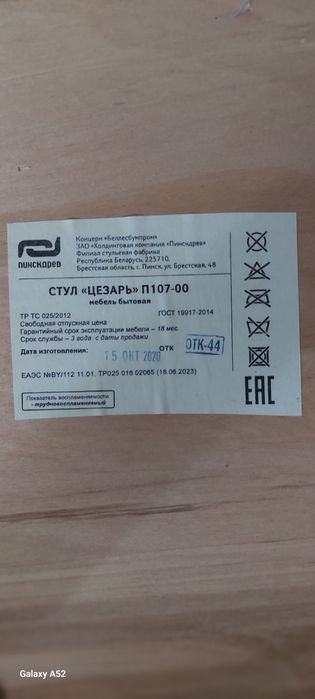 ПИНСКДРЕВ
Концерн «Беллесбумпром»
ЗАО «Холдинговая компания «Пинскдрев»
Филиал стульевая фабрика
Республика Беларусь, 225710,
Брестская область, г. Пинск, ул. Брестская, 48
СТУЛ «ЦЕЗАРЬ» П107-00
мебель бытовая
ТР ТС 025/2012 ГОСТ 19917-2014
Свободная отпускная цена
Гарантийный срок эксплуатации мебели – 18 мес.
Срок службы – 3 года с даты продажи
Дата изготовления: 15 ОКТ 2020 ОТК ОТК-44
ЕАЭС №BY/112 11.01. ТР025 016 02065 (18.06.2023)
Показатель воспламеняемости
- трудновоспламеняемый
ЕАС
Galaxy A52